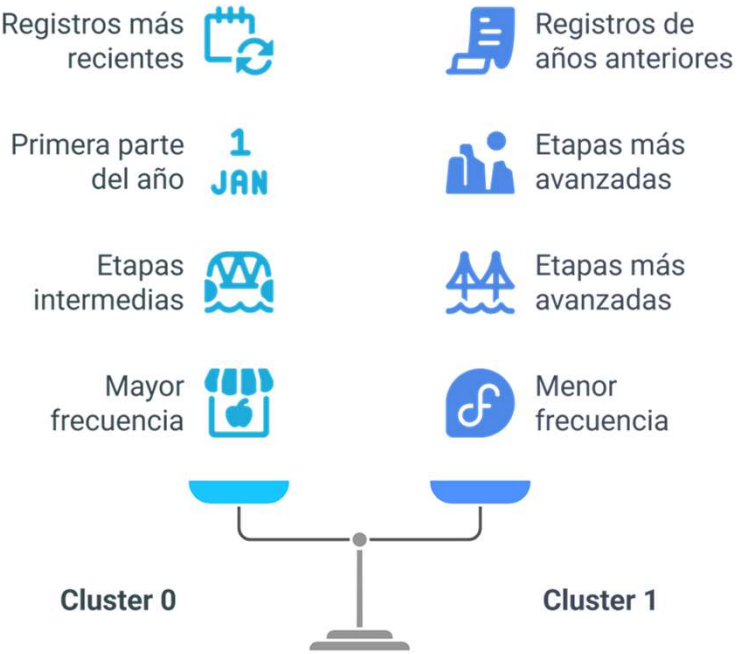 Registros más
recientes
Registros de
años anteriores
Primera parte
del año
1
JAN
Etapas más
avanzadas
Etapas
intermedias
Etapas más
avanzadas
Mayor
frecuencia
Menor
frecuencia
Cluster 0
Cluster 1